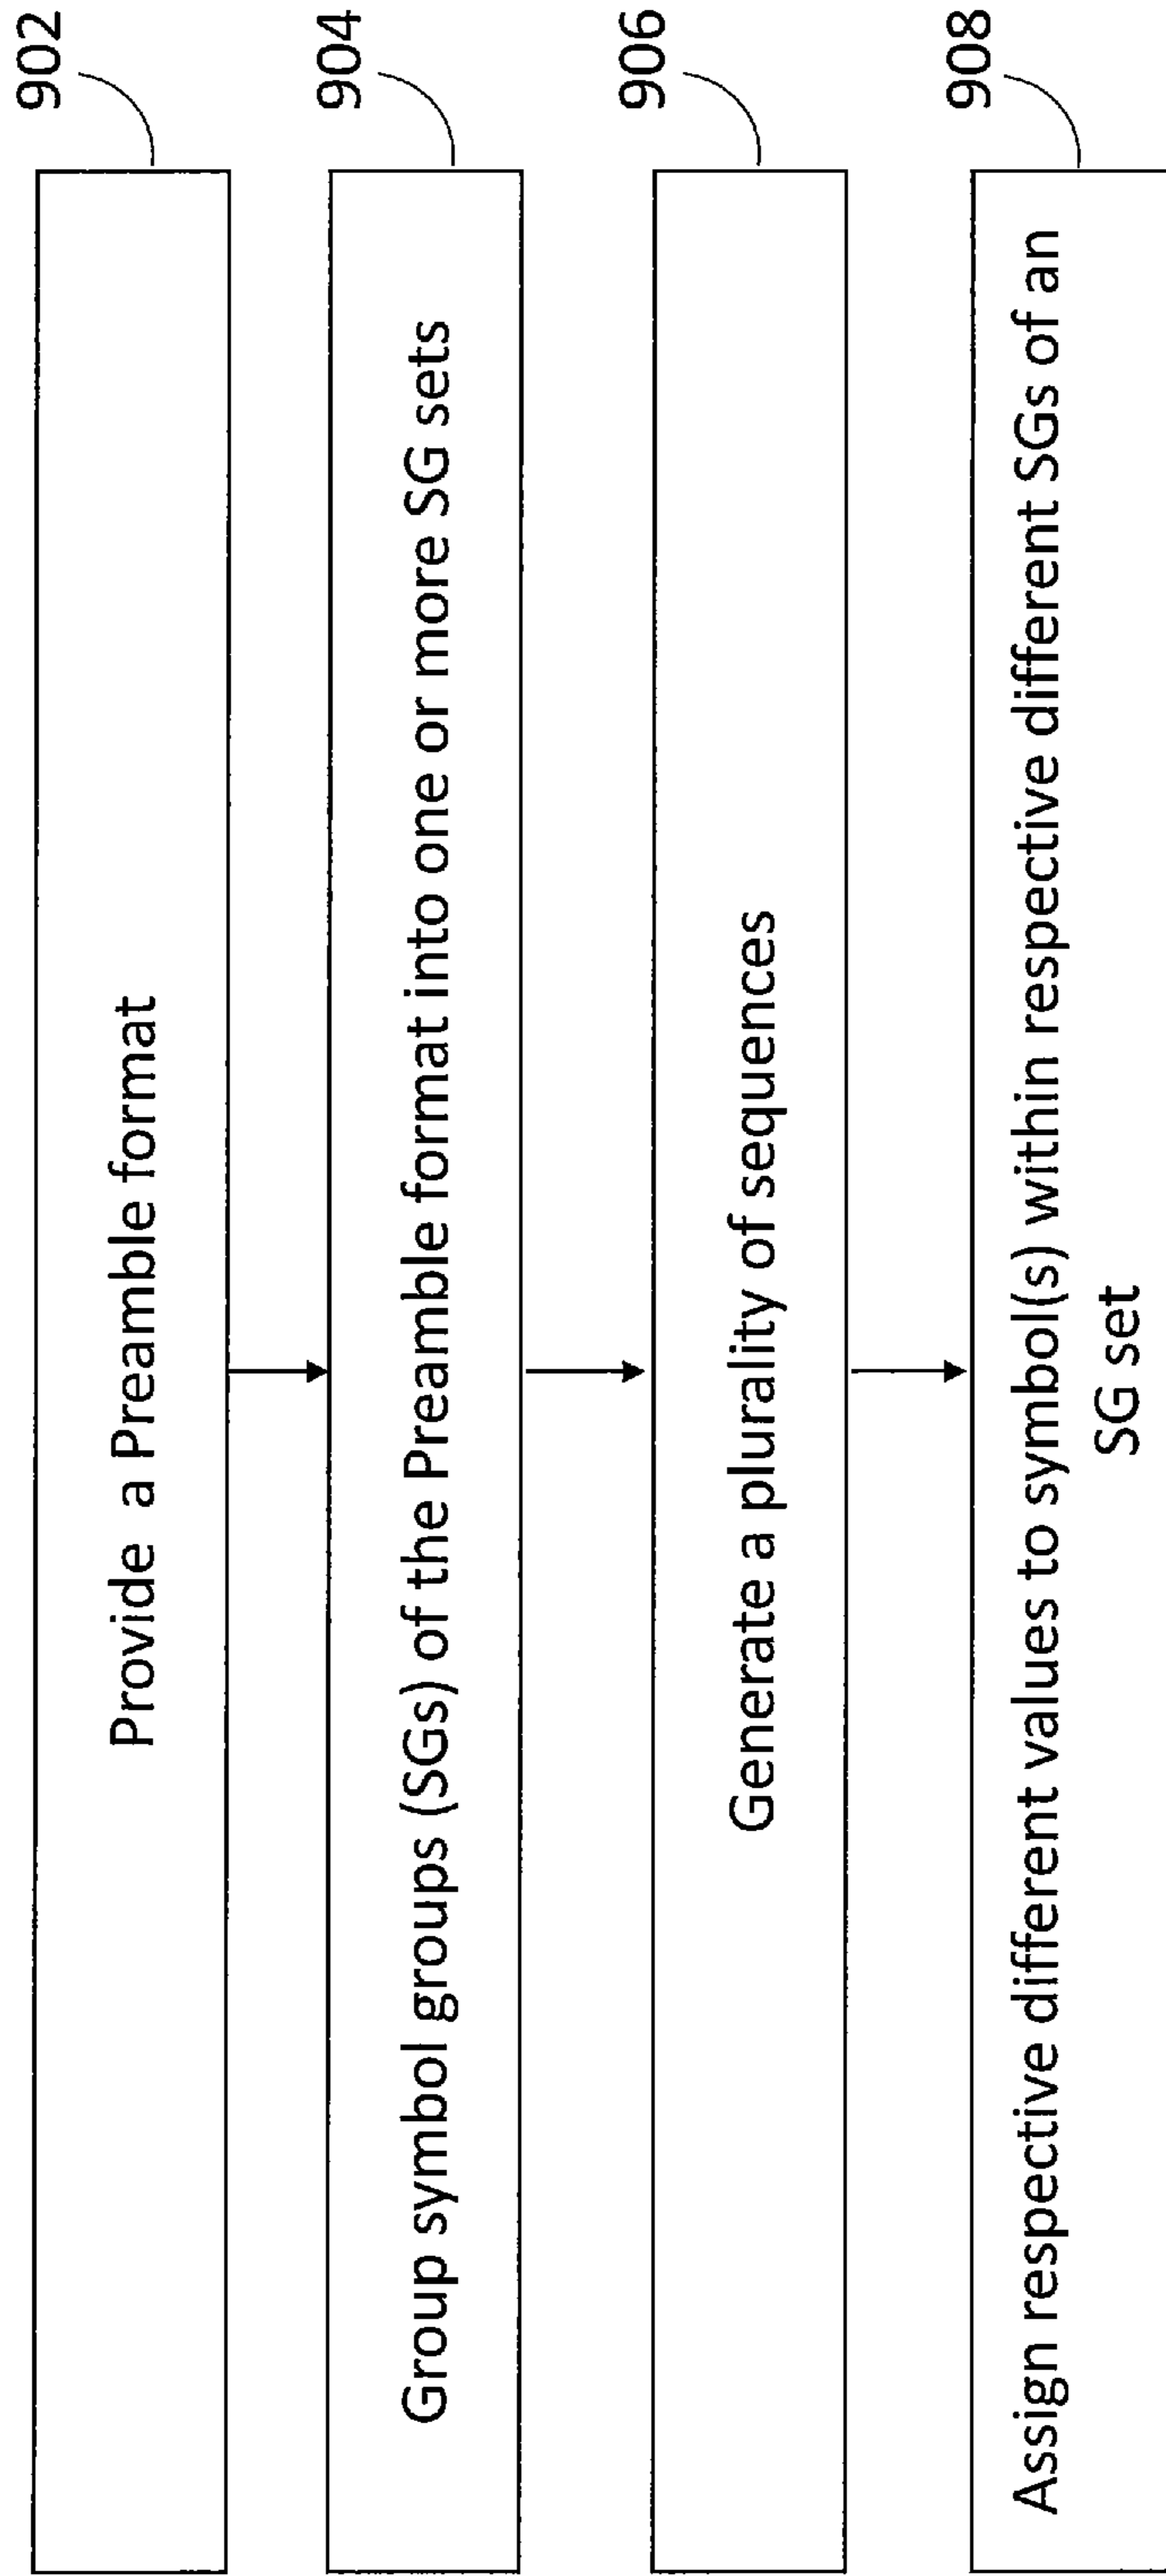 902
Provide a Preamble format
904
Group symbol groups (SGs) of the Preamble format into one or more SG sets
906
Generate a plurality of sequences
908
Assign respective different values to symbol(s) within respective different SGs of an
SG set